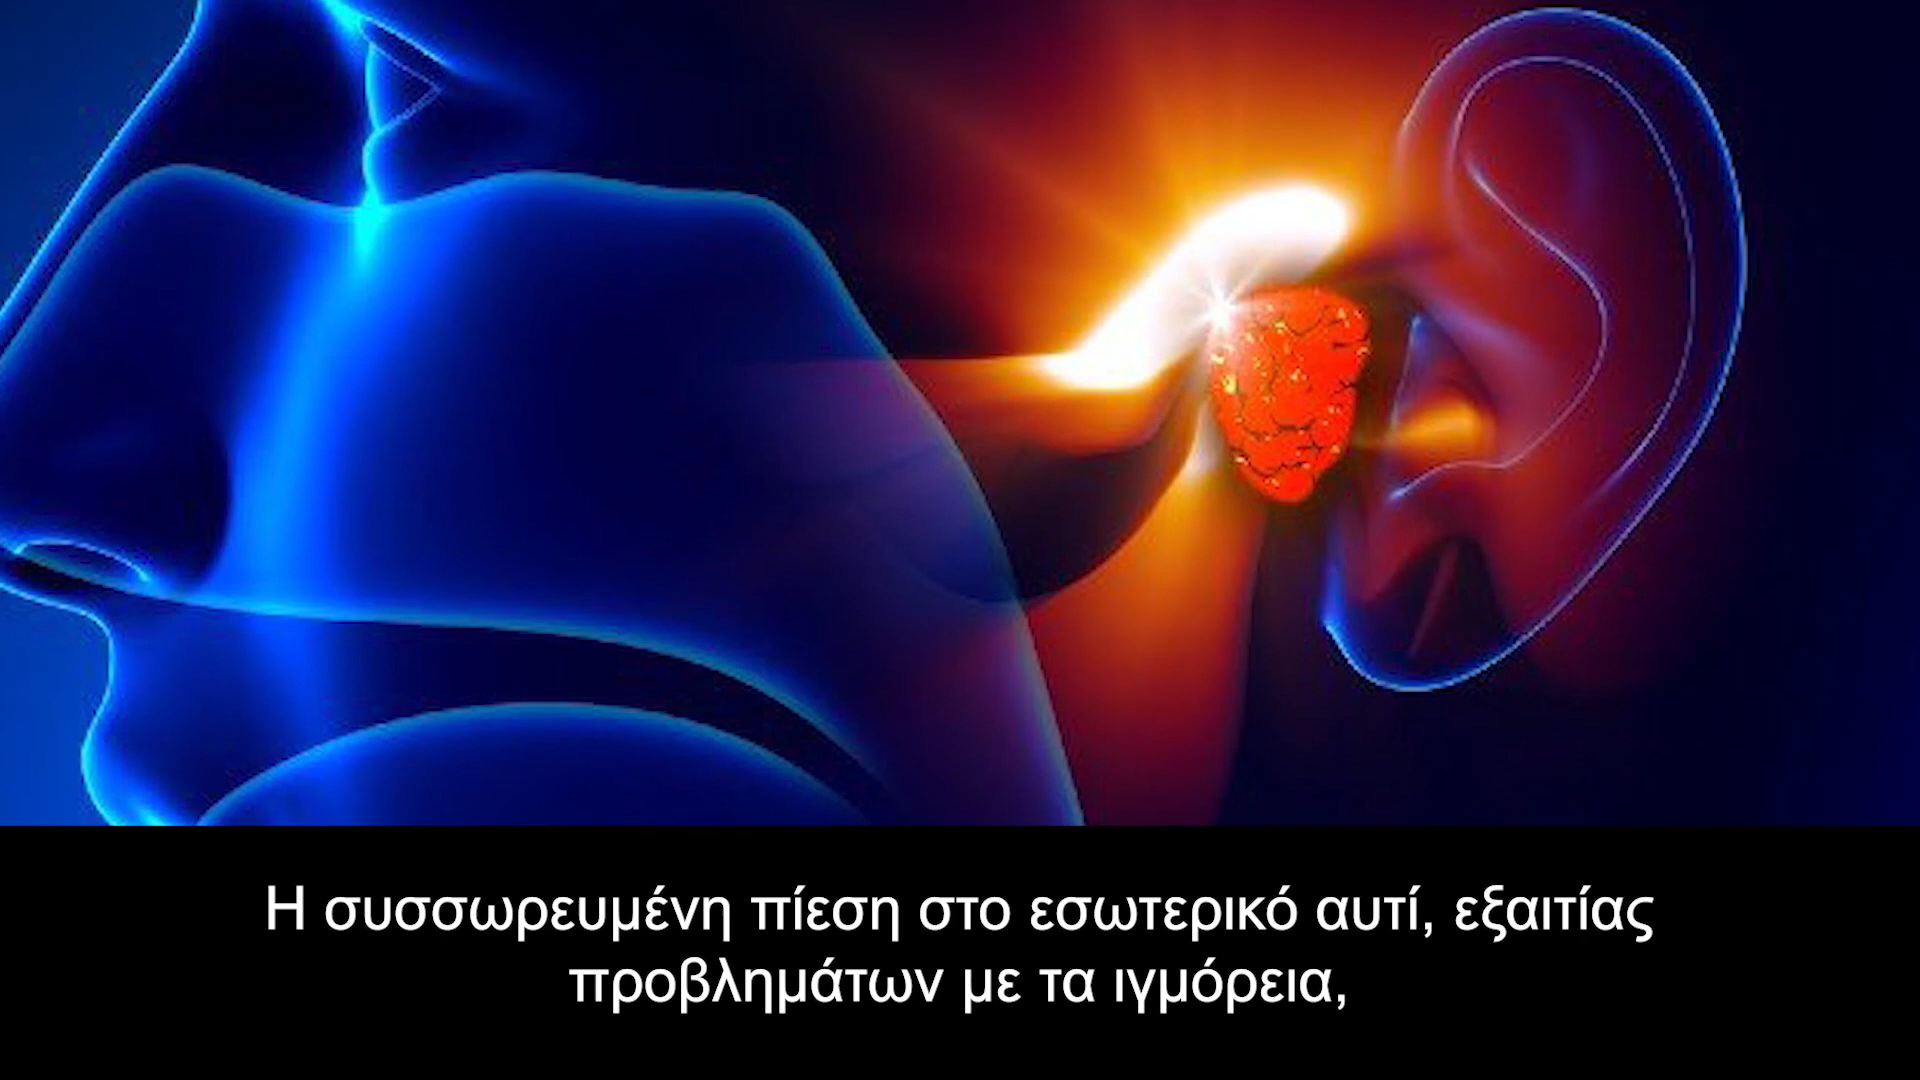 Η συσσωρευμένη πίεση στο εσωτερικό αυτί, εξαιτίας
προβλημάτων με τα ιγμόρεια,